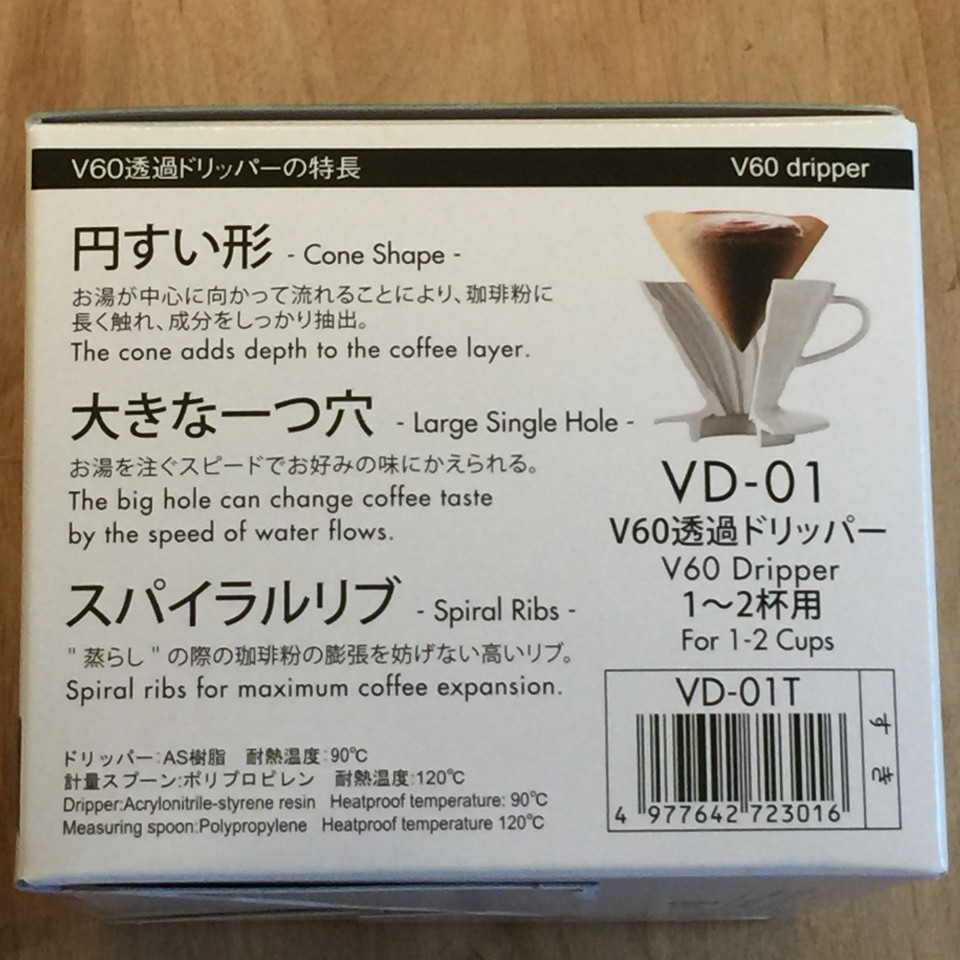 V60透過ドリッパーの特長
V60 dripper
円すい形 - Cone Shape -
お湯が中心に向かって流れることにより、珈琲粉に
長く触れ、成分をしっかり抽出。
The cone adds depth to the coffee layer.
大きな一つ穴 - Large Single Hole -
お湯を注ぐスピードでお好みの味にかえられる。
The big hole can change coffee taste
by the speed of water flows.
スパイラルリブ - Spiral Ribs -
" 蒸らし " の際の珈琲粉の膨張を妨げない高いリブ。
Spiral ribs for maximum coffee expansion.
ドリッパー:AS樹脂 耐熱温度:90℃
計量スプーン:ポリプロピレン 耐熱温度:120℃
Dripper:Acrylonitrile-styrene resin Heatproof temperature: 90℃
Measuring spoon:Polypropylene Heatproof temperature 120℃
VD-01
V60透過ドリッパー
V60 Dripper
1〜2杯用
For 1-2 Cups
VD-01T
4 977642 723016
すき